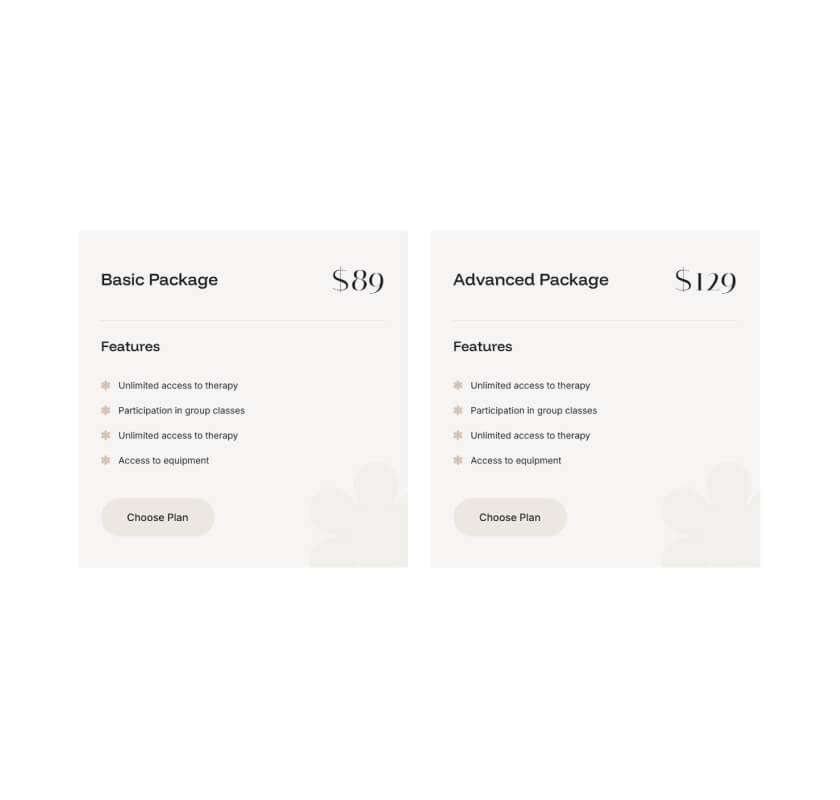 Basic Package
$89
Features
Unlimited access to therapy
Participation in group classes
Unlimited access to therapy
Access to equipment
Choose Plan
Advanced Package
$129
Features
Unlimited access to therapy
Participation in group classes
Unlimited access to therapy
Access to equipment
Choose Plan